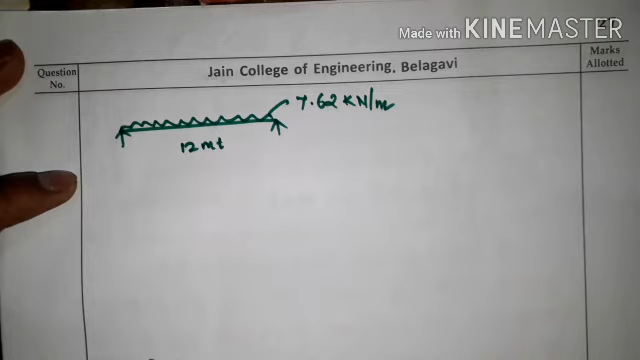 Made with KINEMASTER
Question No.
Jain College of Engineering, Belagavi
Marks Allotted
7.62 KN/m
12 mt